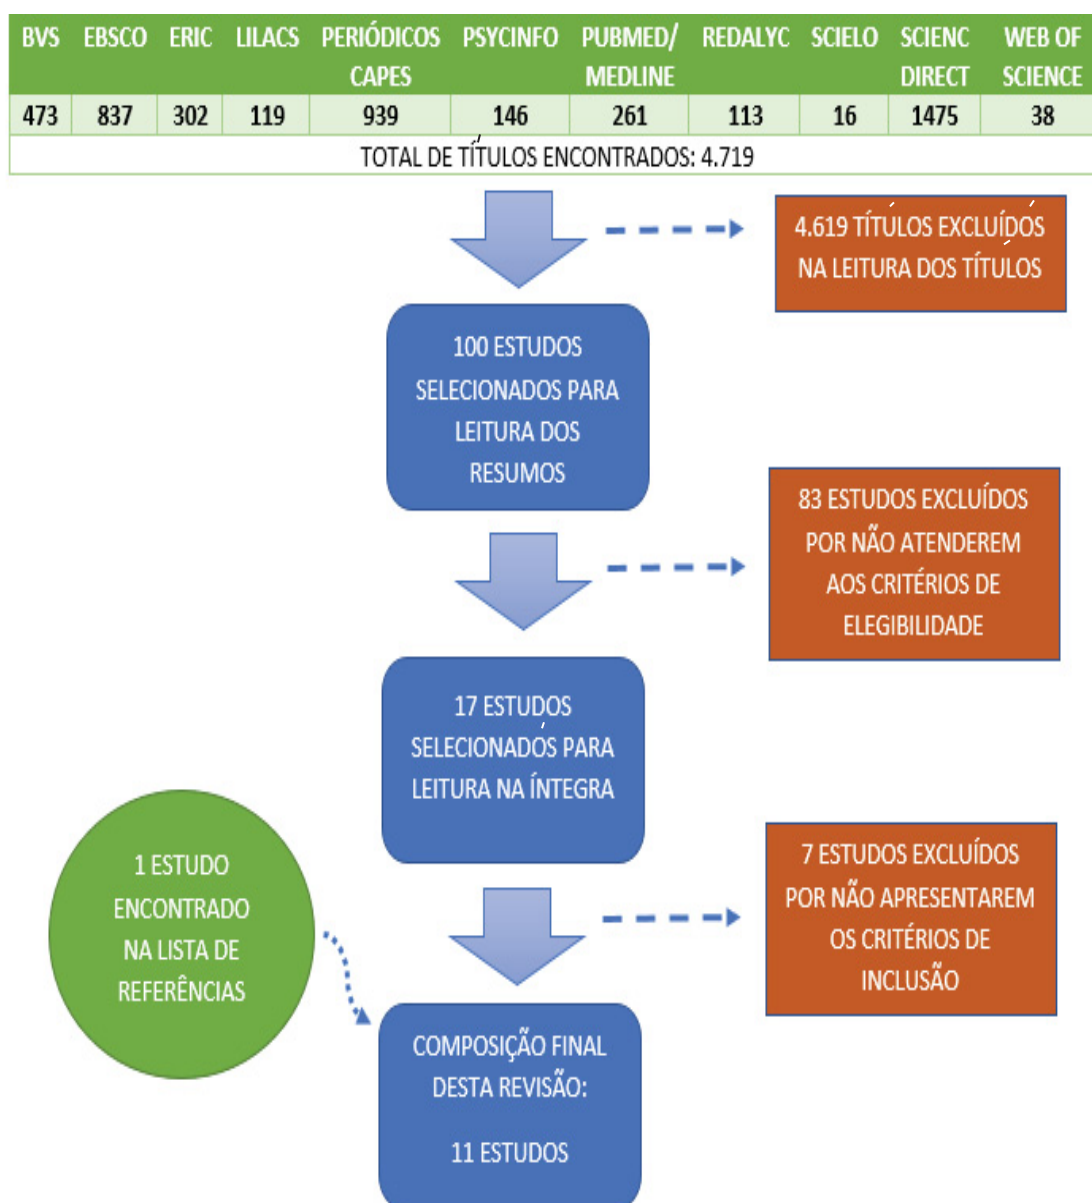 BVS EBSCO ERIC LILACS PERIÓDICOS CAPES PSYCINFO PUBMED/ MEDLINE REDALYC SCIELO SCIENC DIRECT WEB OF SCIENCE
473 837 302 119 939 146 261 113 16 1475 38
TOTAL DE TÍTULOS ENCONTRADOS: 4.719
4.619 TÍTULOS EXCLUÍDOS
NA LEITURA DOS TÍTULOS
100 ESTUDOS
SELECIONADOS PARA
LEITURA DOS
RESUMOS
83 ESTUDOS EXCLUÍDOS
POR NÃO ATENDEREM
AOS CRITÉRIOS DE
ELEGIBILIDADE
17 ESTUDOS
SELECIONADOS PARA
LEITURA NA ÍNTEGRA
7 ESTUDOS EXCLUÍDOS
POR NÃO APRESENTAREM
OS CRITÉRIOS DE
INCLUSÃO
1 ESTUDO
ENCONTRADO
NA LISTA DE
REFERÊNCIAS
COMPOSIÇÃO FINAL
DESTA REVISÃO:
11 ESTUDOS